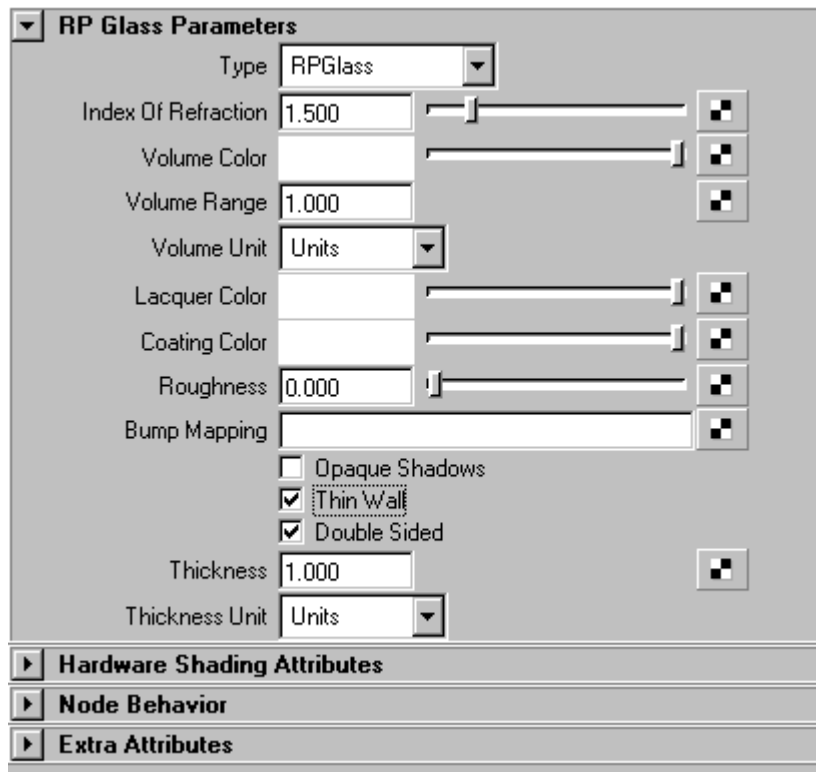 RP Glass Parameters
Type RPGlass
Index Of Refraction 1.500
Volume Color
Volume Range 1.000
Volume Unit Units
Lacquer Color
Coating Color
Roughness 0.000
Bump Mapping
Opaque Shadows
Thin Wall
Double Sided
Thickness 1.000
Thickness Unit Units
Hardware Shading Attributes
Node Behavior
Extra Attributes